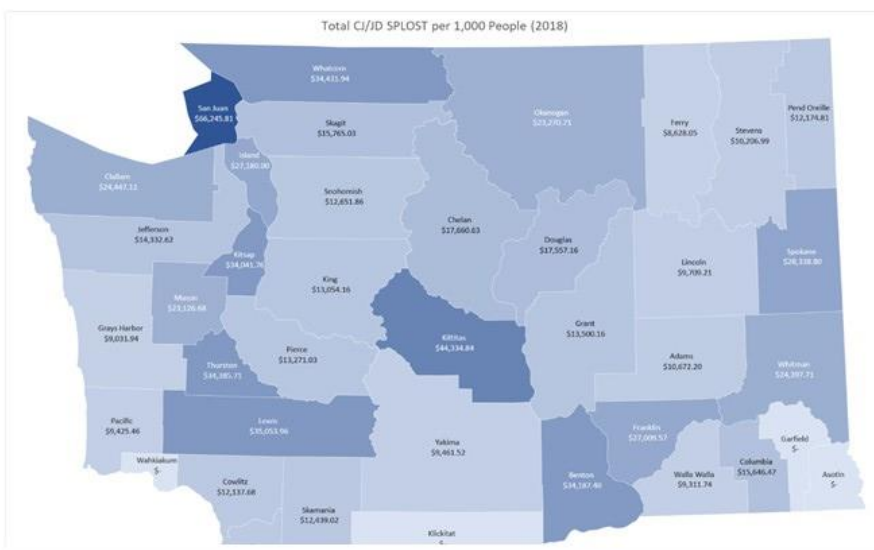 Total CJ/JD SPLOST per 1,000 People (2018)
Whatcom
$34,431.94
San Juan
$66,245.81
Skagit
$15,765.03
Okanogan
$23,270.71
Ferry
$8,628.05
Stevens
$10,206.99
Pend Oreille
$12,174.81
Island
$27,180.00
Clallam
$24,447.11
Snohomish
$12,651.86
Chelan
$17,660.63
Jefferson
$14,332.62
Douglas
$17,557.16
Kitsap
$34,041.76
King
$13,054.16
Lincoln
$9,709.21
Spokane
$28,338.80
Mason
$23,126.68
Grays Harbor
$9,031.94
Kittitas
$44,334.84
Grant
$13,500.16
Pierce
$13,271.03
Adams
$10,672.20
Thurston
$34,385.71
Whitman
$24,397.71
Pacific
$9,425.46
Lewis
$35,053.96
Yakima
$9,461.52
Franklin
$27,009.57
Garfield
$-
Wahkiakum
$-
Cowlitz
$12,137.68
Benton
$34,187.40
Walla Walla
$9,311.74
Columbia
$15,646.47
Asotin
$-
Skamania
$12,439.02
Klickitat